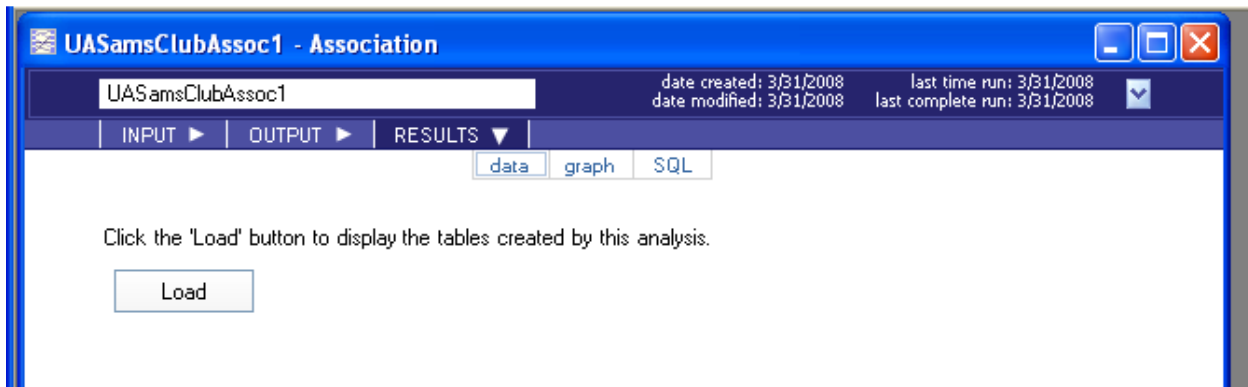 UASamsClubAssoc1 - Association
UASamsClubAssoc1
date created: 3/31/2008 last time run: 3/31/2008
date modified: 3/31/2008 last complete run: 3/31/2008
INPUT ► OUTPUT ► RESULTS ▼
data graph SQL
Click the 'Load' button to display the tables created by this analysis.
Load